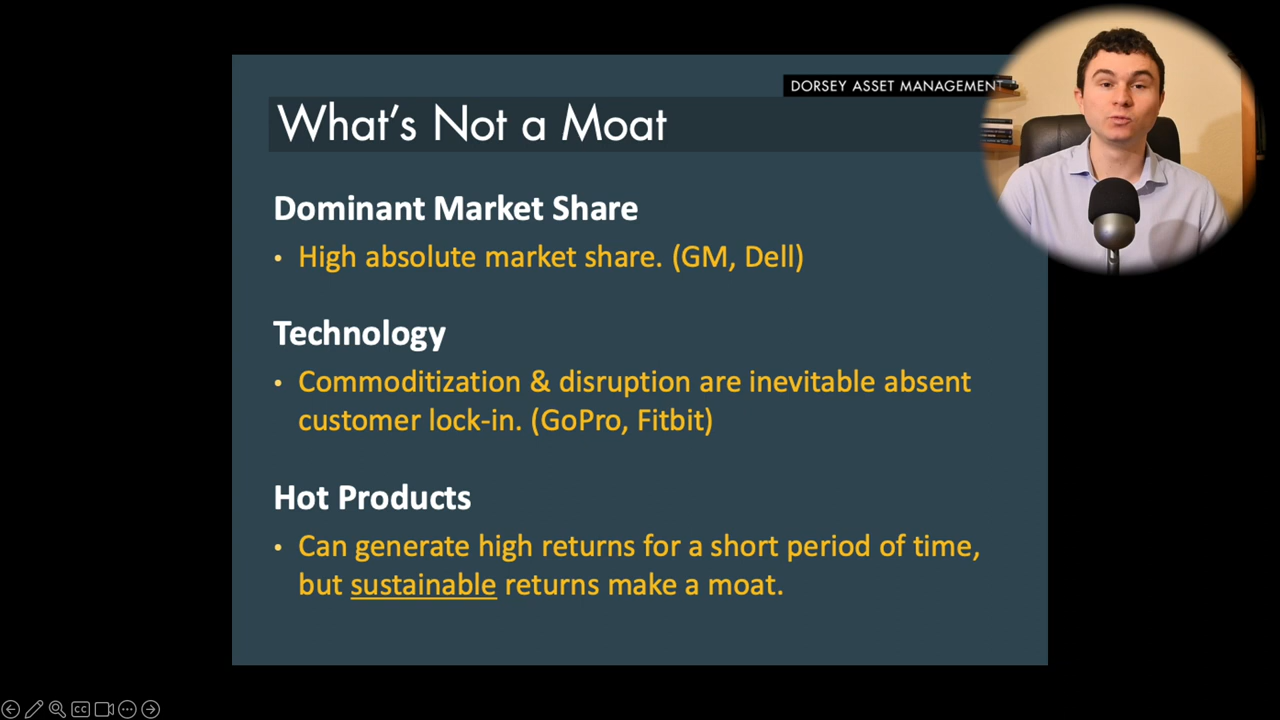 DORSEY ASSET MANAGEMENT
What's Not a Moat
Dominant Market Share
• High absolute market share. (GM, Dell)
Technology
• Commoditization & disruption are inevitable absent
customer lock-in. (GoPro, Fitbit)
Hot Products
• Can generate high returns for a short period of time,
but sustainable returns make a moat.
CC